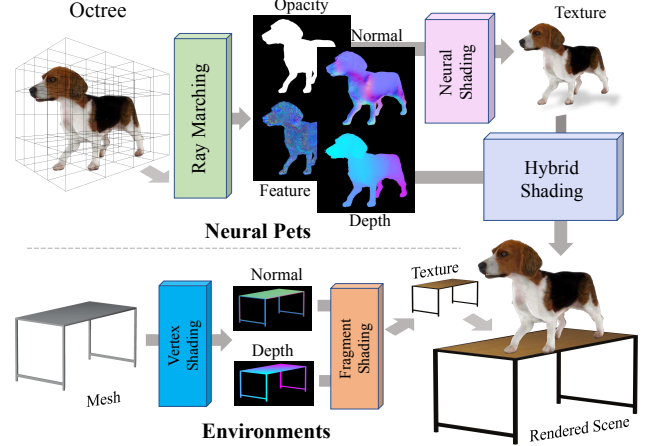 Octree
Opacity
Normal
Texture
Ray Marching
Neural
Shading
Feature
Depth
Hybrid
Shading
Neural Pets
Normal
Texture
Vertex
Shading
Fragment
Shading
Depth
Mesh
Environments
Rendered Scene